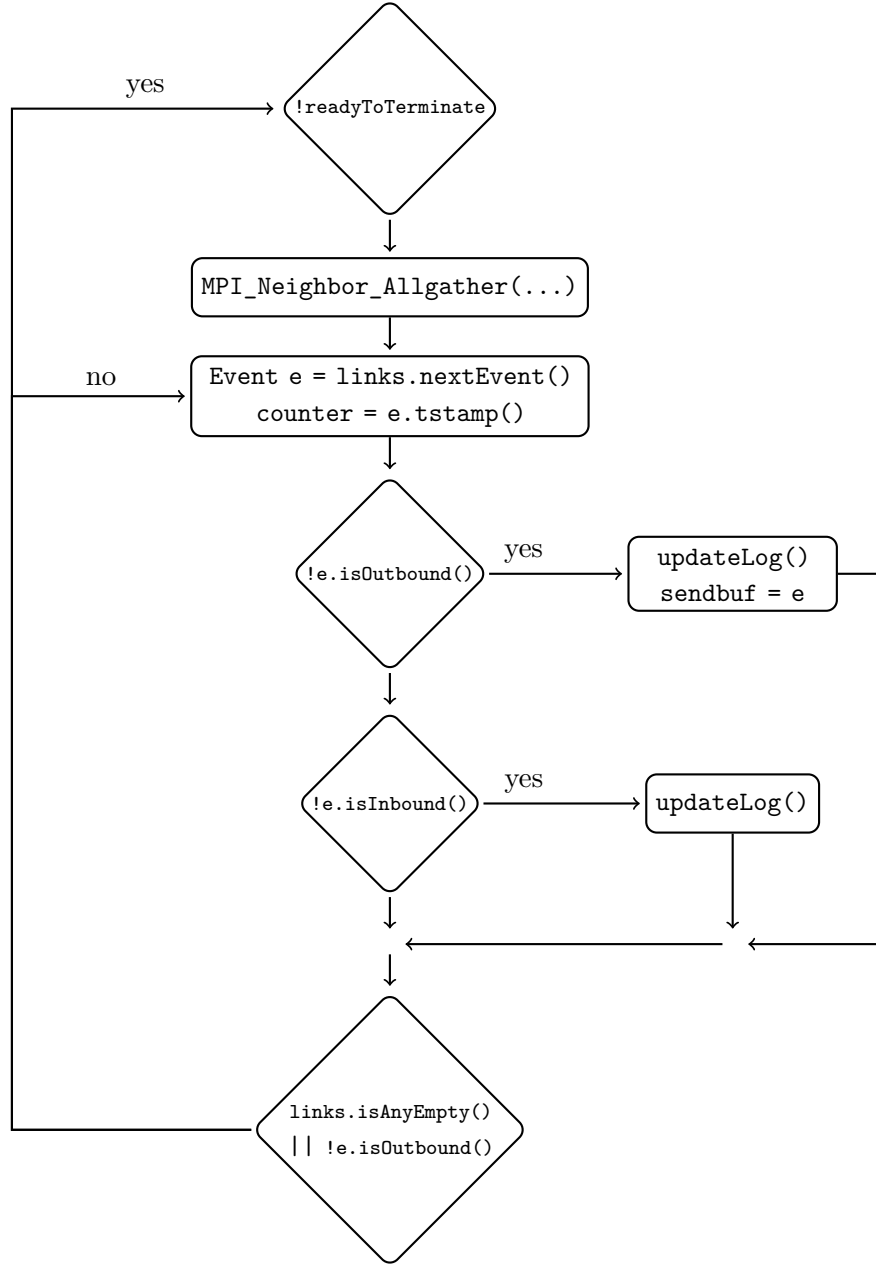 yes
!readyToTerminate
MPI_Neighbor_Allgather(...)
no
Event e = links.nextEvent()
counter = e.tstamp()
!e.isOutbound()
yes
updateLog()
sendbuf = e
!e.isInbound()
yes
updateLog()
links.isAnyEmpty()
|| !e.isOutbound()